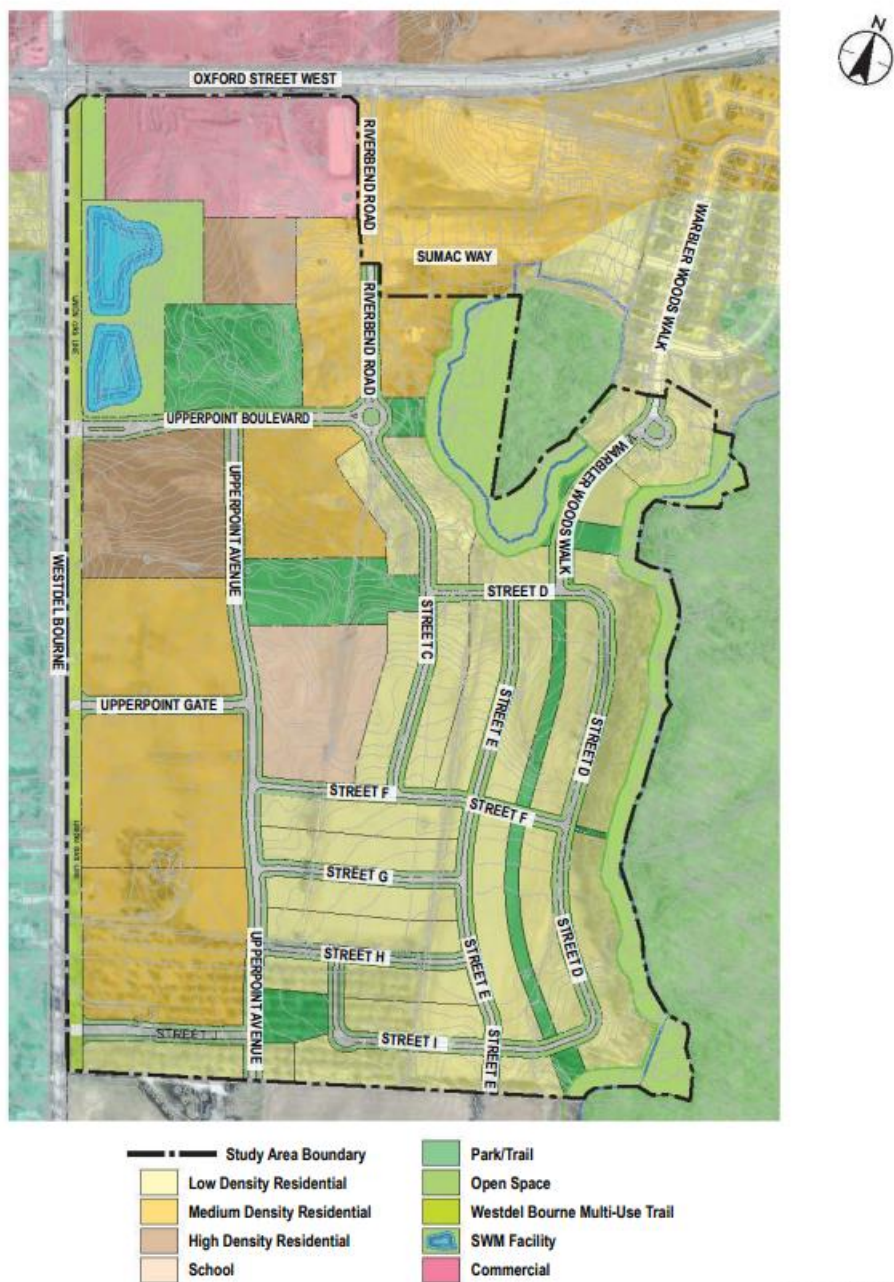 N
OXFORD STREET WEST
RIVERBEND ROAD
WARBLER WOODS WALK
SUMAC WAY
RIVERBEND ROAD
UPPERPOINT BOULEVARD
WARBLER WOODS WALK
UPPERPOINT AVENUE
WESTDEL BOURNE
STREET D
STREET C
UPPERPOINT GATE
STREET E
STREET D
STREET F
STREET F
STREET G
STREET H
STREET E
STREET D
UPPERPOINT AVENUE
STREET J
STREET I
STREET E
Study Area Boundary
Low Density Residential
Medium Density Residential
High Density Residential
School
Park/Trail
Open Space
Westdel Bourne Multi-Use Trail
SWM Facility
Commercial